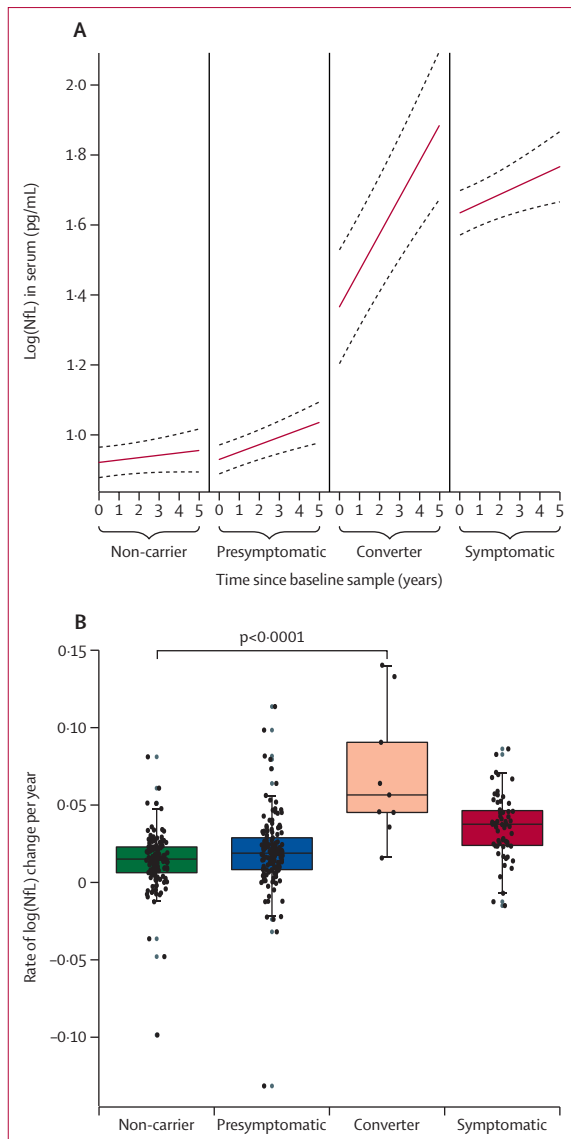 A
2·0
1·8
1·6
1·4
1·2
1·0
Log(NfL) in serum (pg/mL)
0 1 2 3 4 5 0 1 2 3 4 5 0 1 2 3 4 5 0 1 2 3 4 5
Non-carrier Presymptomatic Converter Symptomatic
Time since baseline sample (years)
B
p<0·0001
0·15
0·10
0·05
0
–0·05
–0·10
Rate of log(NfL) change per year
Non-carrier Presymptomatic Converter Symptomatic